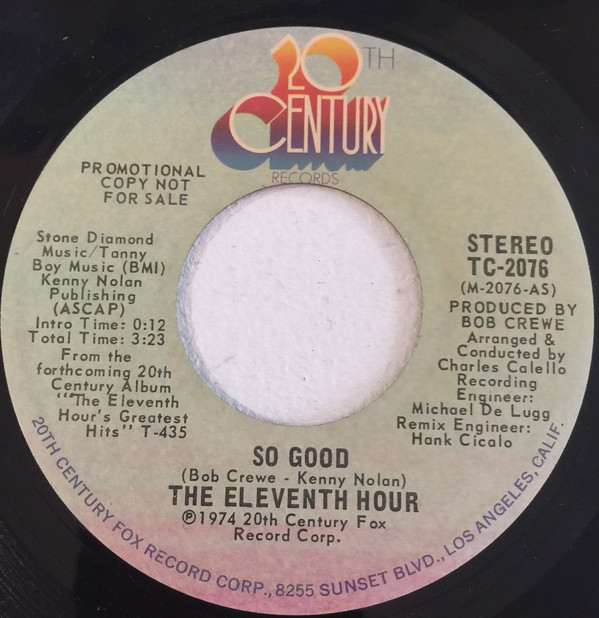 20TH
CENTURY
RECORDS
PROMOTIONAL
COPY NOT
FOR SALE
Stone Diamond
Music/Tanny
Boy Music (BMI)
Kenny Nolan
Publishing
(ASCAP)
Intro Time: 0:12
Total Time: 3:23
From the
forthcoming 20th
Century Album
""The Eleventh
Hour's Greatest
Hits" T-435
STEREO
TC-2076
(M-2076-AS)
PRODUCED BY
BOB CREWE
Arranged &
Conducted by
Charles Calello
Recording
Engineer:
Michael De Lugg
Remix Engineer:
Hank Cicalo
SO GOOD
(Bob Crewe - Kenny Nolan)
THE ELEVENTH HOUR
℗1974 20th Century Fox
Record Corp.
20TH CENTURY FOX RECORD CORP., 8255 SUNSET BLVD., LOS ANGELES, CALIF.